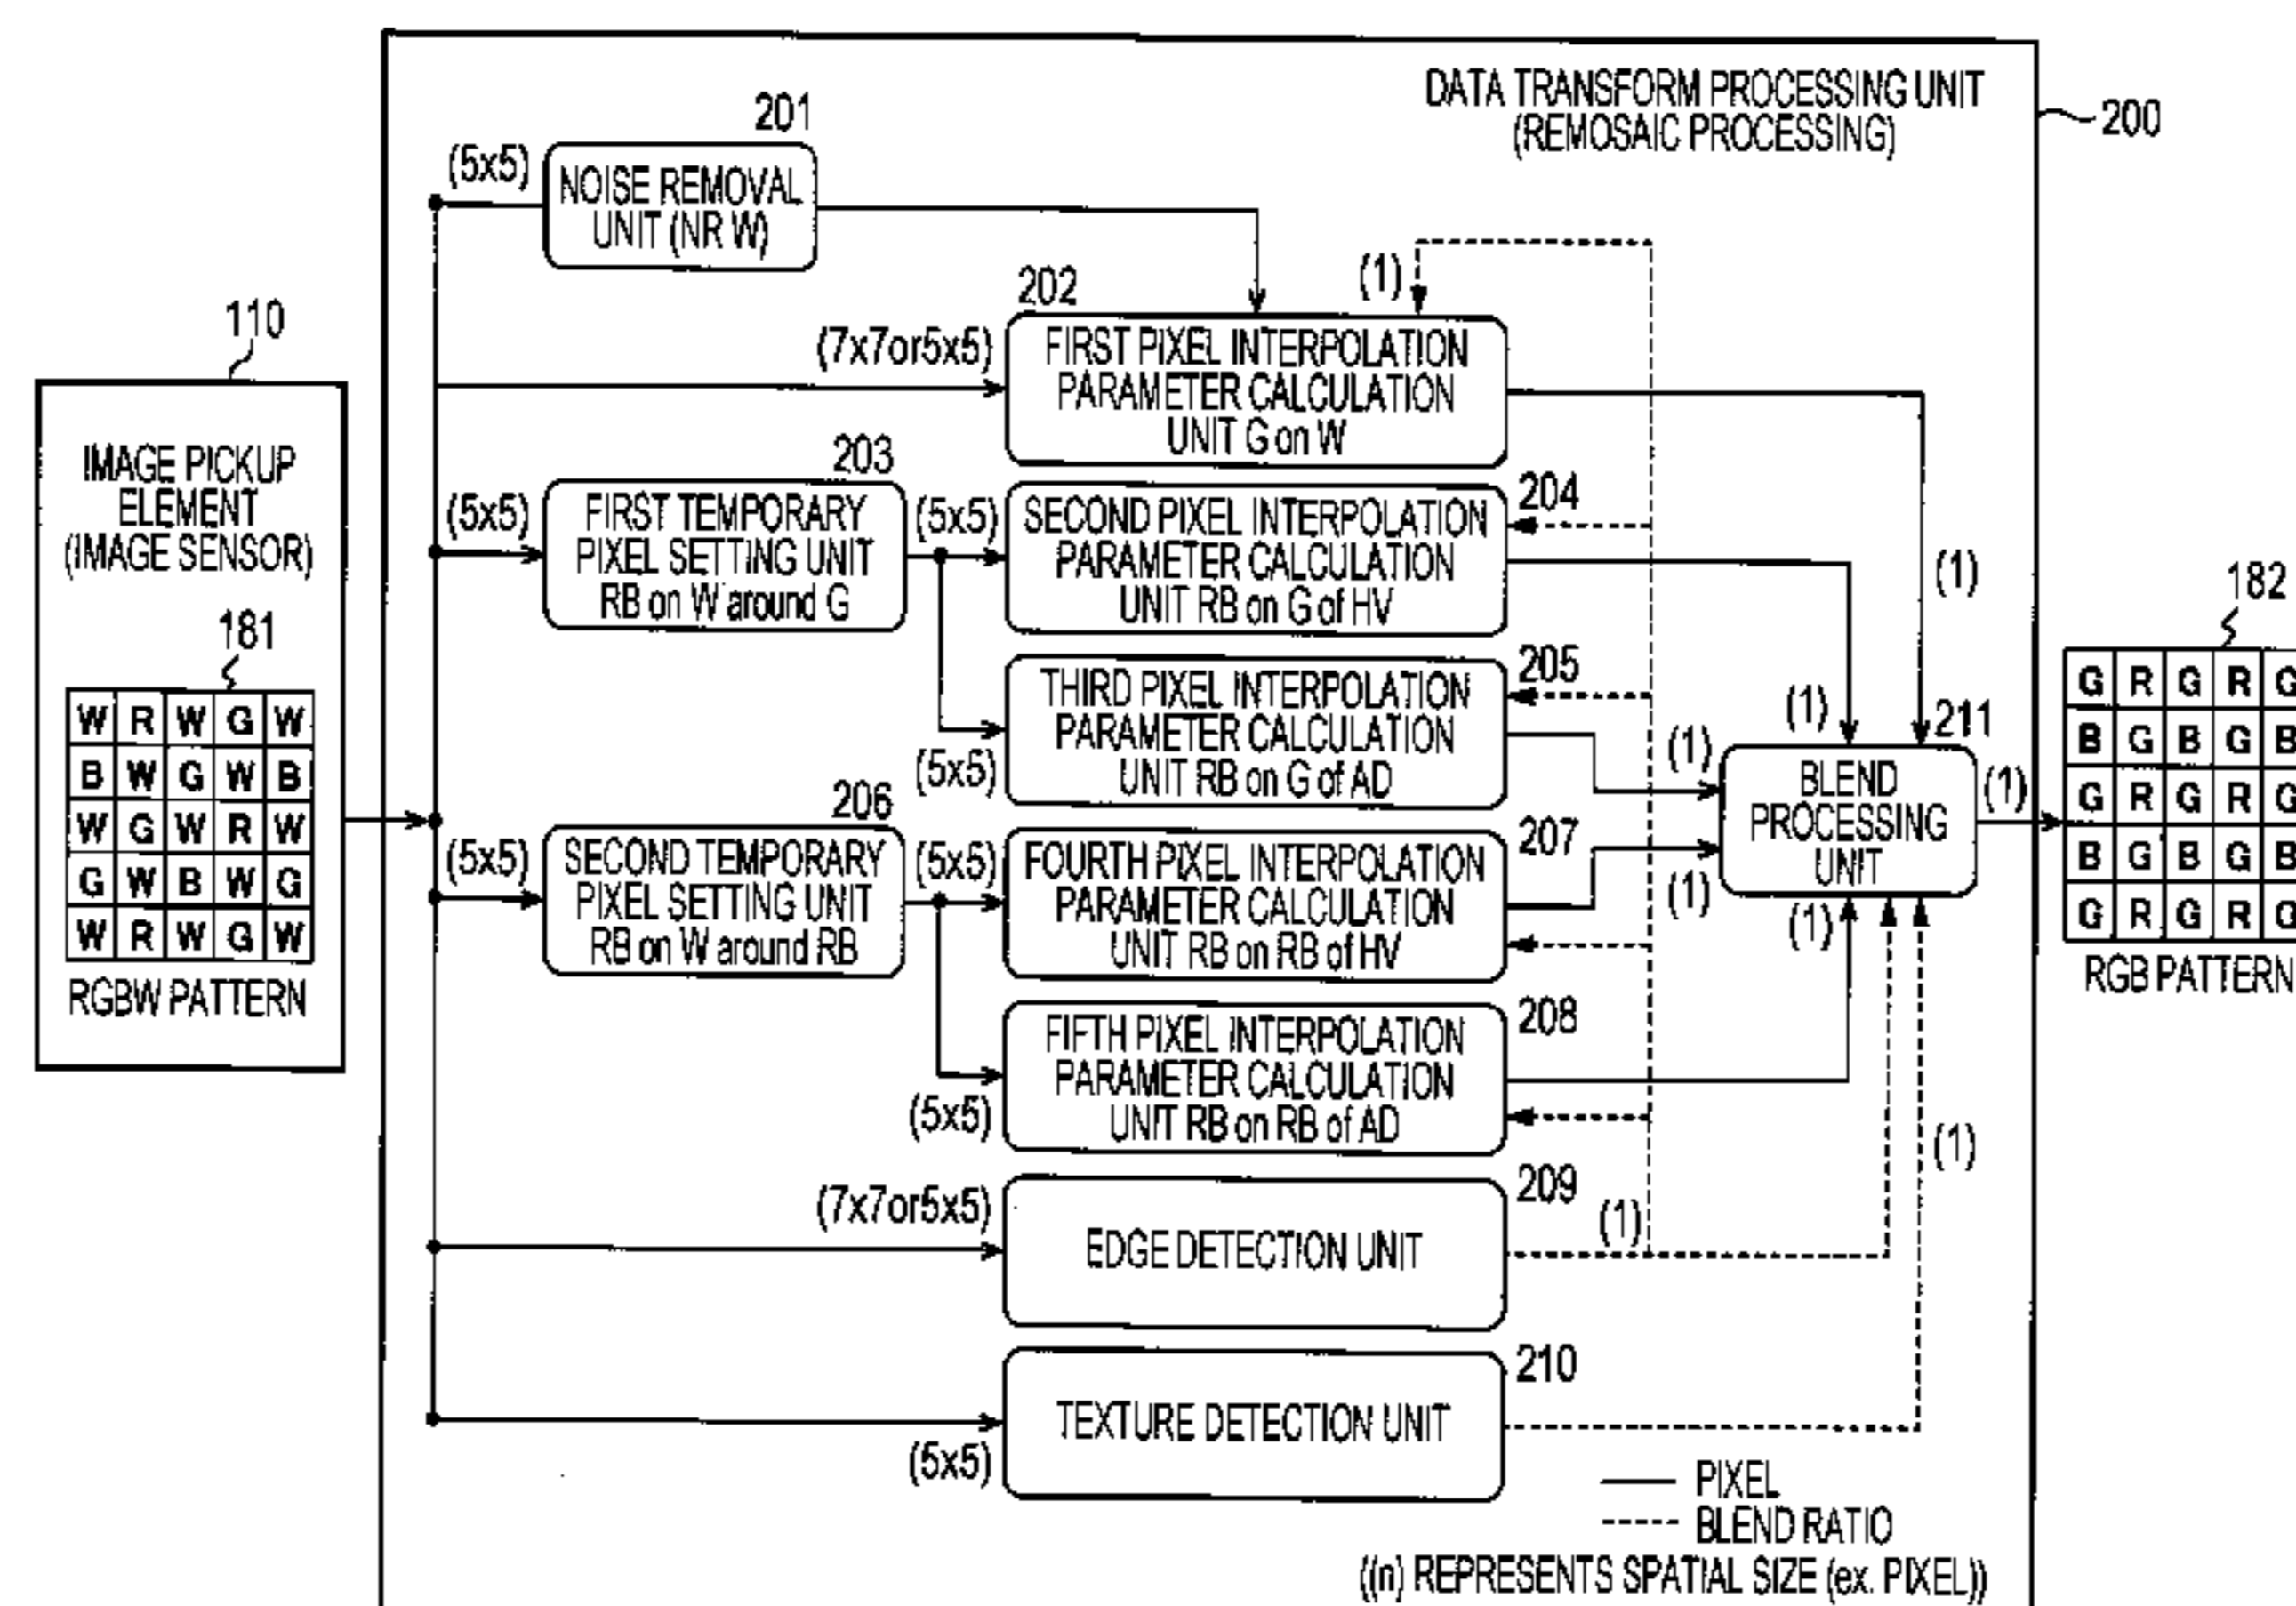 DATA TRANSFORM PROCESSING UNIT
(REMOSAIC PROCESSING)
200
201
(5x5)
NOISE REMOVAL
UNIT (NR W)
110
IMAGE PICKUP
ELEMENT
(IMAGE SENSOR)
181
W R W G W
B W G W B
W G W R W
G W B W G
W R W G W
RGBW PATTERN
202
(1)
(7x7or5x5)
FIRST PIXEL INTERPOLATION
PARAMETER CALCULATION
UNIT G on W
203
(5x5)
FIRST TEMPORARY
PIXEL SETTING UNIT
RB on W around G
(5x5)
204
SECOND PIXEL INTERPOLATION
PARAMETER CALCULATION
UNIT RB on G of HV
(1)
205
THIRD PIXEL INTERPOLATION
PARAMETER CALCULATION
UNIT RB on G of AD
(5x5)
(1)
(1)
206
(5x5)
SECOND TEMPORARY
PIXEL SETTING UNIT
RB on W around RB
(5x5)
207
FOURTH PIXEL INTERPOLATION
PARAMETER CALCULATION
UNIT RB on RB of HV
(1)
(1)
211
BLEND
PROCESSING
UNIT
(1)
208
FIFTH PIXEL INTERPOLATION
PARAMETER CALCULATION
UNIT RB on RB of AD
(5x5)
(1)
209
(7x7or5x5)
EDGE DETECTION UNIT
(1)
210
TEXTURE DETECTION UNIT
(5x5)
182
G R G R G
B G B G B
G R G R G
B G B G B
G R G R G
RGB PATTERN
PIXEL
BLEND RATIO
((n) REPRESENTS SPATIAL SIZE (ex. PIXEL))